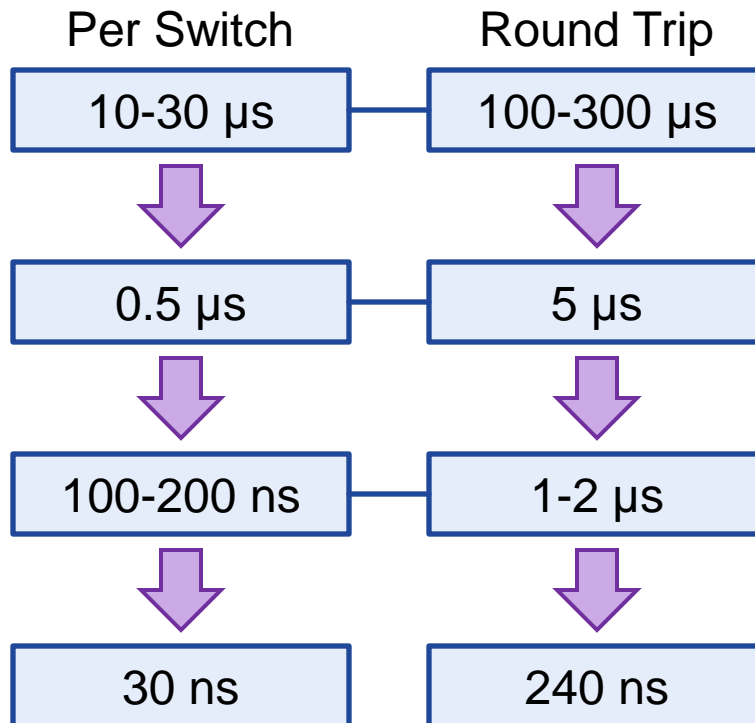 Per Switch Round Trip
10-30 μs 100-300 μs
0.5 μs 5 μs
100-200 ns 1-2 μs
30 ns 240 ns